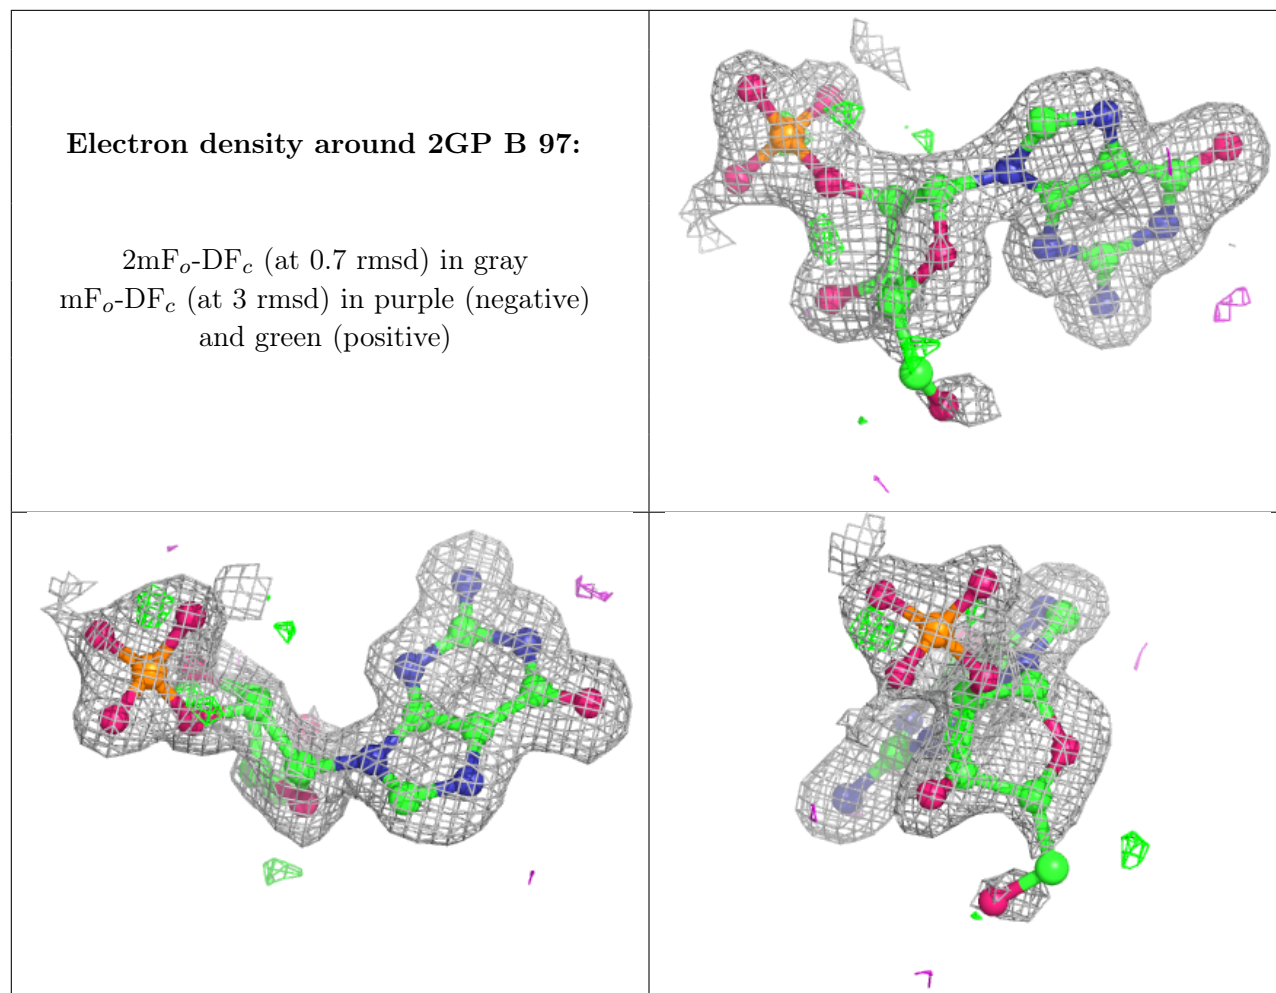 Electron density around 2GP B 97:
2mFo-DFc (at 0.7 rmsd) in gray
mFo-DFc (at 3 rmsd) in purple (negative)
and green (positive)